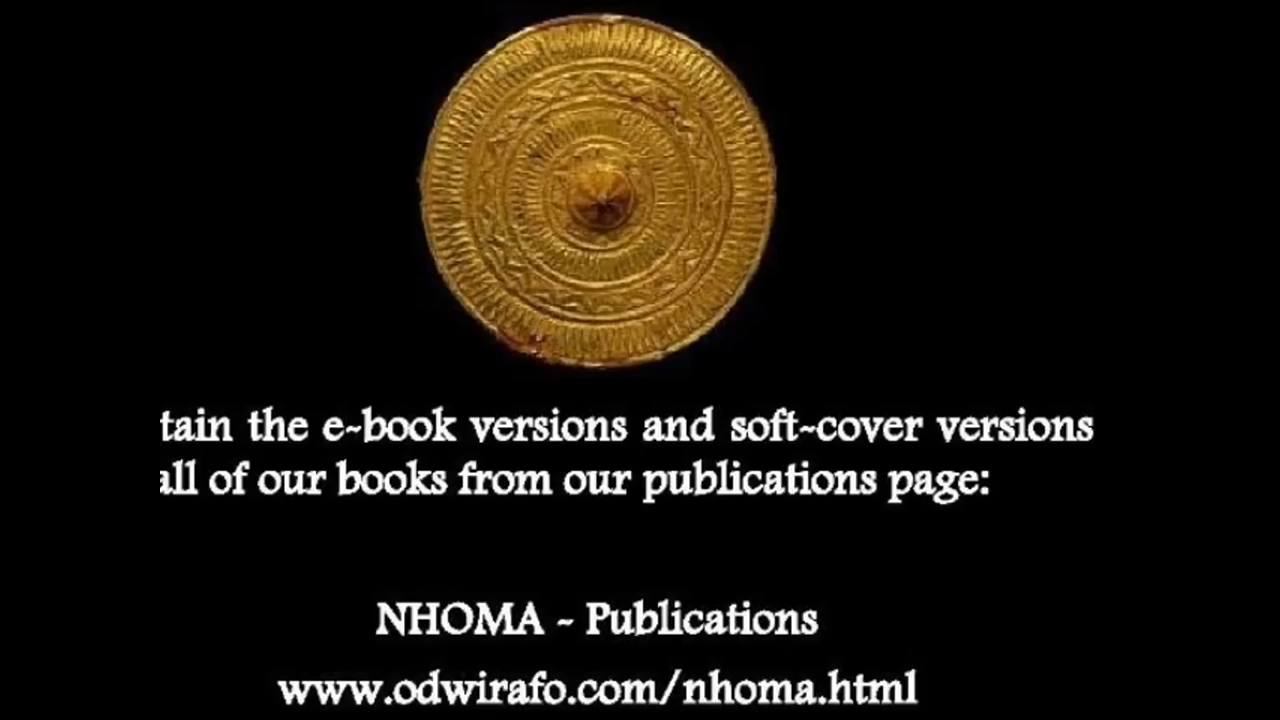 tain the e-book versions and soft-cover versions
all of our books from our publications page:
NHOMA - Publications
www.odwirafo.com/nhoma.html